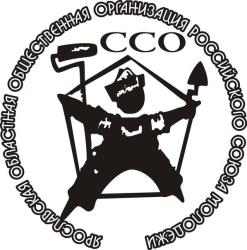 ЯРОСЛАВСКАЯ ОБЛАСТНАЯ ОБЩЕСТВЕННАЯ ОРГАНИЗАЦИЯ РОССИЙСКОГО СОЮЗА МОЛОДЕЖИ
ССО